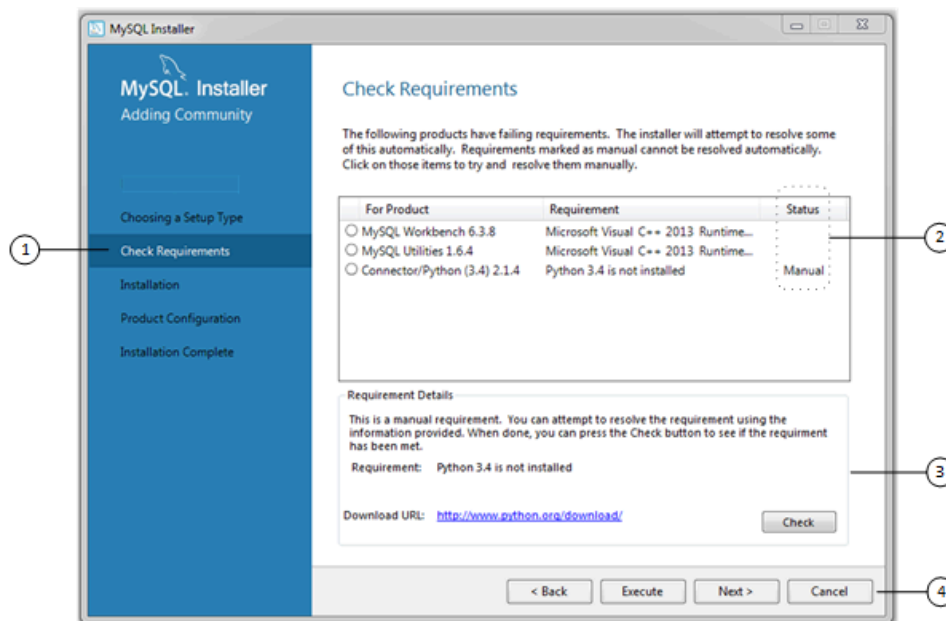 MySQL Installer
MySQL. Installer
Adding Community
Choosing a Setup Type
Check Requirements
Installation
Product Configuration
Installation Complete
Check Requirements
The following products have failing requirements. The installer will attempt to resolve some
of this automatically. Requirements marked as manual cannot be resolved automatically.
Click on those items to try and resolve them manually.
For Product Requirement Status
MySQL Workbench 6.3.8 Microsoft Visual C++ 2013 Runtime...
MySQL Utilities 1.6.4 Microsoft Visual C++ 2013 Runtime...
Connector/Python (3.4) 2.1.4 Python 3.4 is not installed Manual
Requirement Details
This is a manual requirement. You can attempt to resolve the requirement using the
information provided. When done, you can press the Check button to see if the requirment
has been met.
Requirement: Python 3.4 is not installed
Download URL: http://www.python.org/download/
Check
< Back Execute Next > Cancel
1
2
3
4